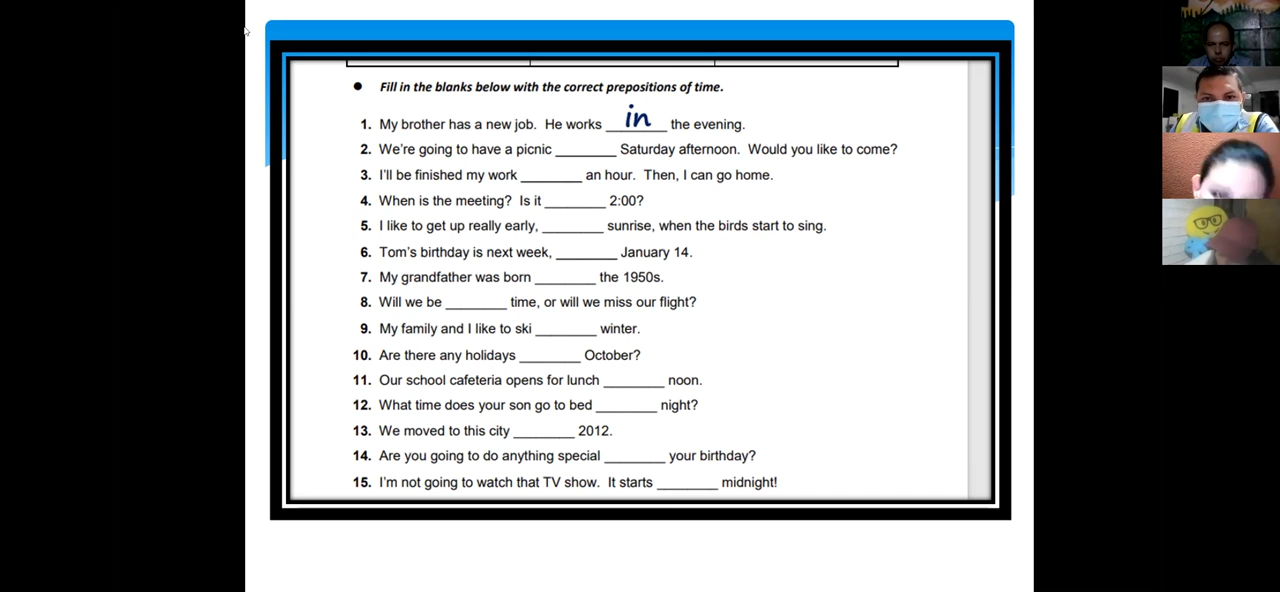 ● Fill in the blanks below with the correct prepositions of time.
1. My brother has a new job. He works in the evening.
2. We're going to have a picnic ________ Saturday afternoon. Would you like to come?
3. I'll be finished my work ________ an hour. Then, I can go home.
4. When is the meeting? Is it ________ 2:00?
5. I like to get up really early, ________ sunrise, when the birds start to sing.
6. Tom's birthday is next week, ________ January 14.
7. My grandfather was born ________ the 1950s.
8. Will we be ________ time, or will we miss our flight?
9. My family and I like to ski ________ winter.
10. Are there any holidays ________ October?
11. Our school cafeteria opens for lunch ________ noon.
12. What time does your son go to bed ________ night?
13. We moved to this city ________ 2012.
14. Are you going to do anything special ________ your birthday?
15. I'm not going to watch that TV show. It starts ________ midnight!